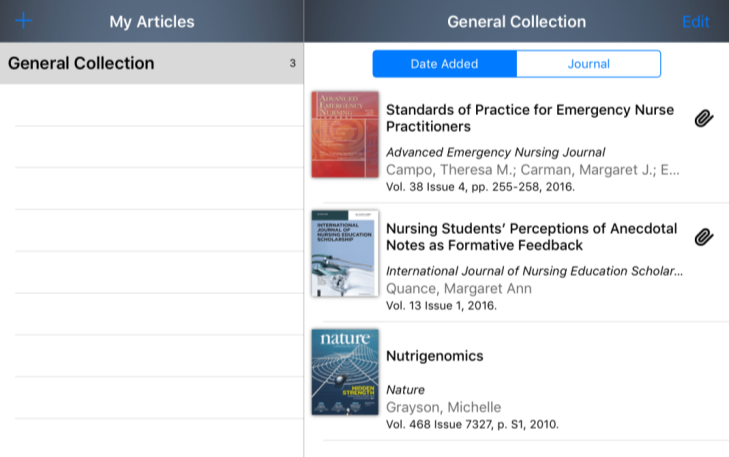 + My Articles
General Collection
Edit
General Collection 3
Date Added
Journal
ADVANCED
EMERGENCY
NURSING
Standards of Practice for Emergency Nurse
Practitioners
Advanced Emergency Nursing Journal
Campo, Theresa M.; Carman, Margaret J.; E...
Vol. 38 Issue 4, pp. 255-258, 2016.
INTERNATIONAL
JOURNAL OF
NURSING EDUCATION
SCHOLARSHIP
Nursing Students’ Perceptions of Anecdotal
Notes as Formative Feedback
International Journal of Nursing Education Scholar...
Quance, Margaret Ann
Vol. 13 Issue 1, 2016.
nature
HIDDEN
STRENGTH
Nutrigenomics
Nature
Grayson, Michelle
Vol. 468 Issue 7327, p. S1, 2010.